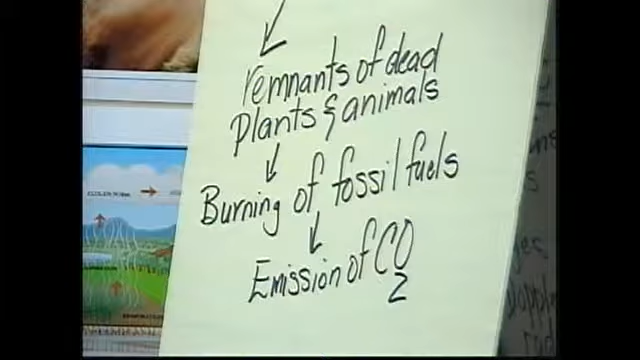 remnants of dead
plants & animals
Burning of fossil fuels
Emission of CO2